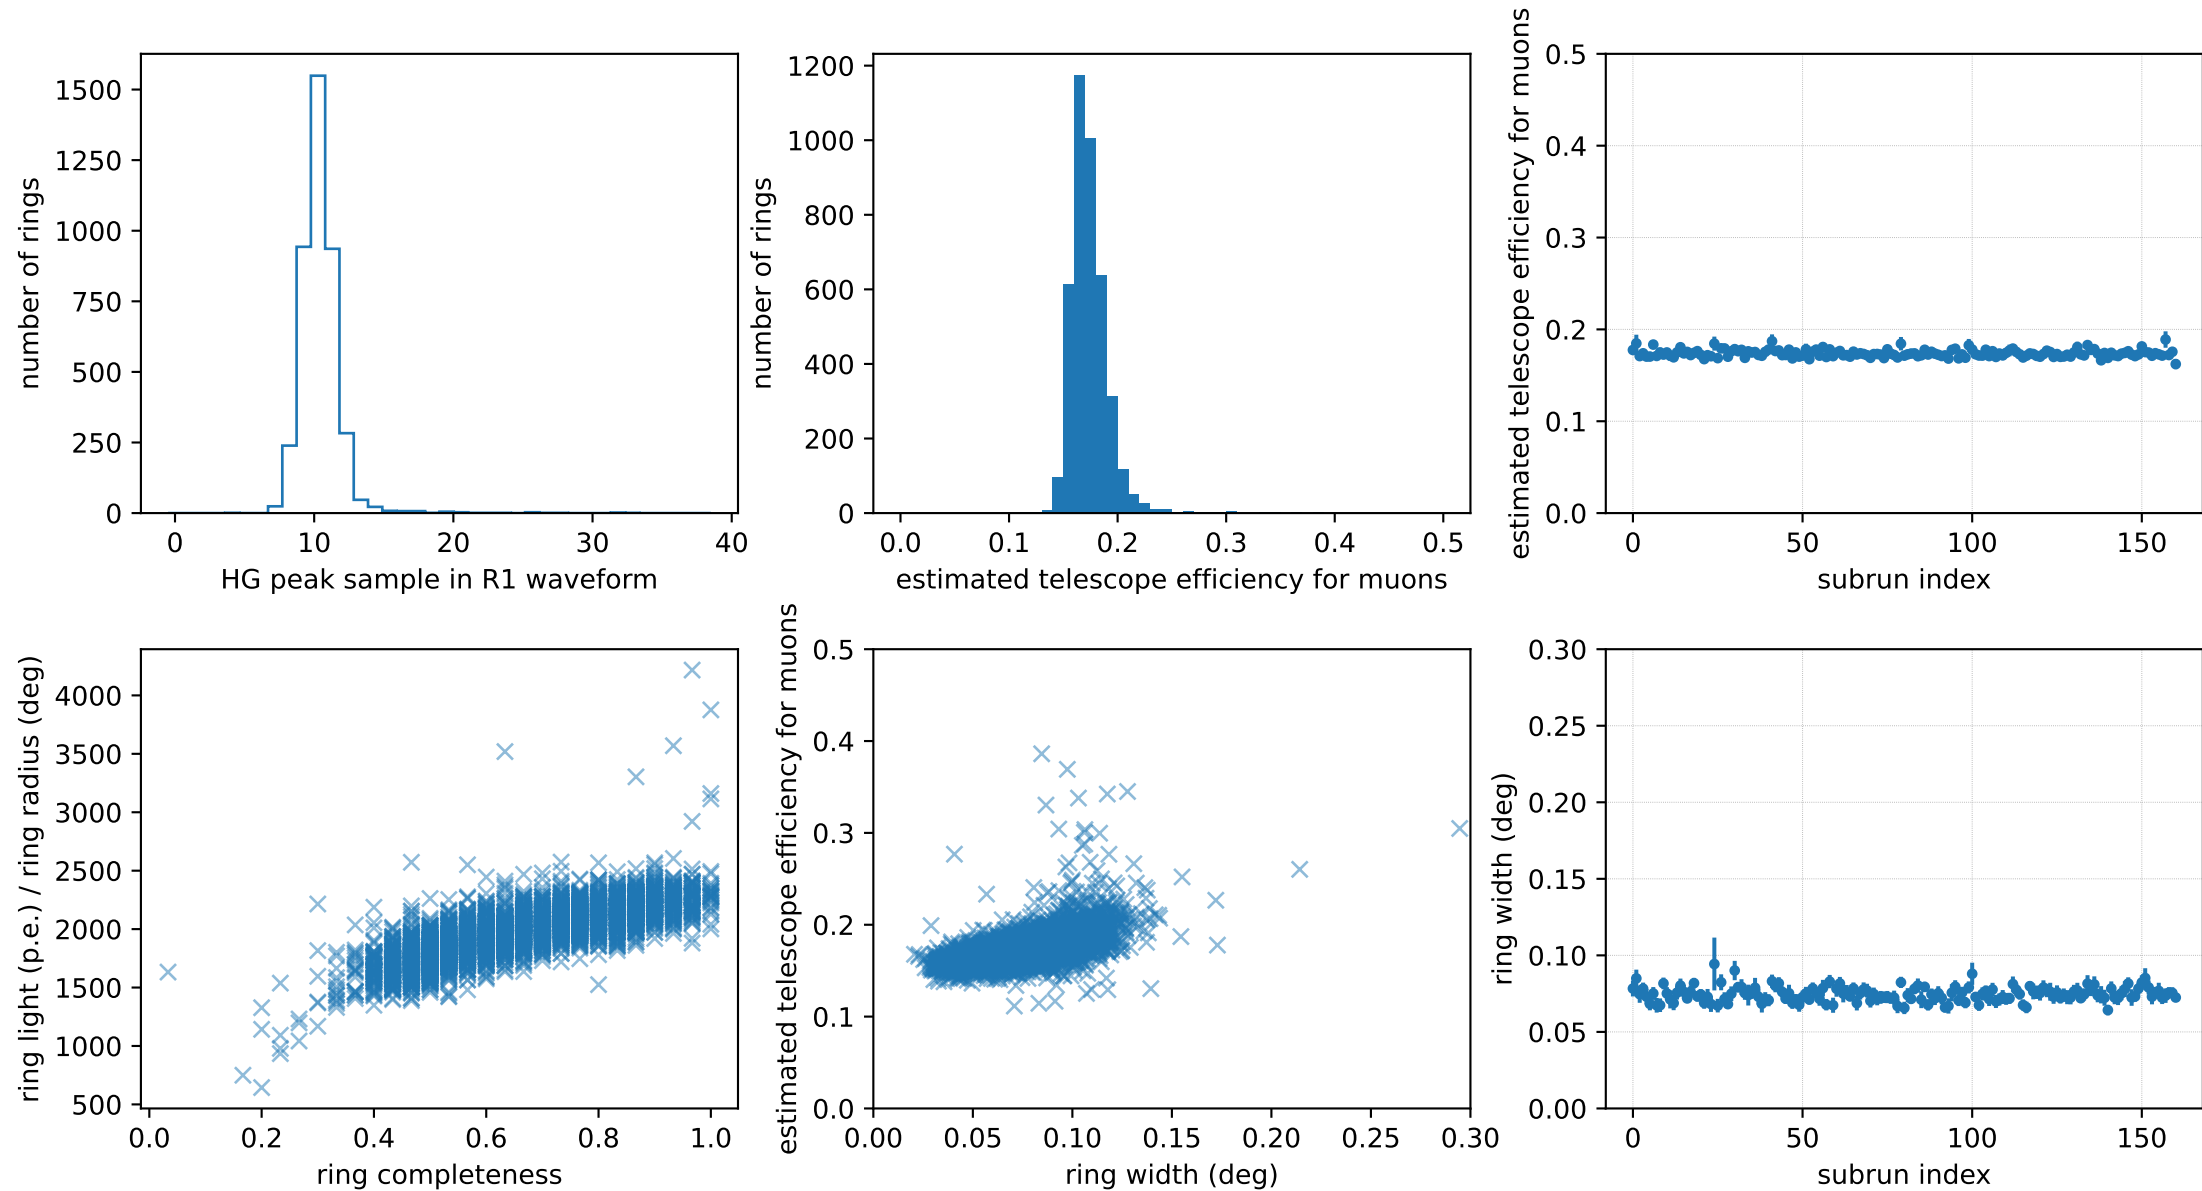 number of rings
1500
1250
1000
750
500
250
0
0 10 20 30 40
HG peak sample in R1 waveform
number of rings
1200
1000
800
600
400
200
0
0.0 0.1 0.2 0.3 0.4 0.5
estimated telescope efficiency for muons
estimated telescope efficiency for muons
0.5
0.4
0.3
0.2
0.1
0.0
0 50 100 150
subrun index
ring light (p.e.) / ring radius (deg)
4000
3500
3000
2500
2000
1500
1000
500
0.0 0.2 0.4 0.6 0.8 1.0
ring completeness
estimated telescope efficiency for muons
0.5
0.4
0.3
0.2
0.1
0.0
0.00 0.05 0.10 0.15 0.20 0.25 0.30
ring width (deg)
ring width (deg)
0.30
0.25
0.20
0.15
0.10
0.05
0.00
0 50 100 150
subrun index